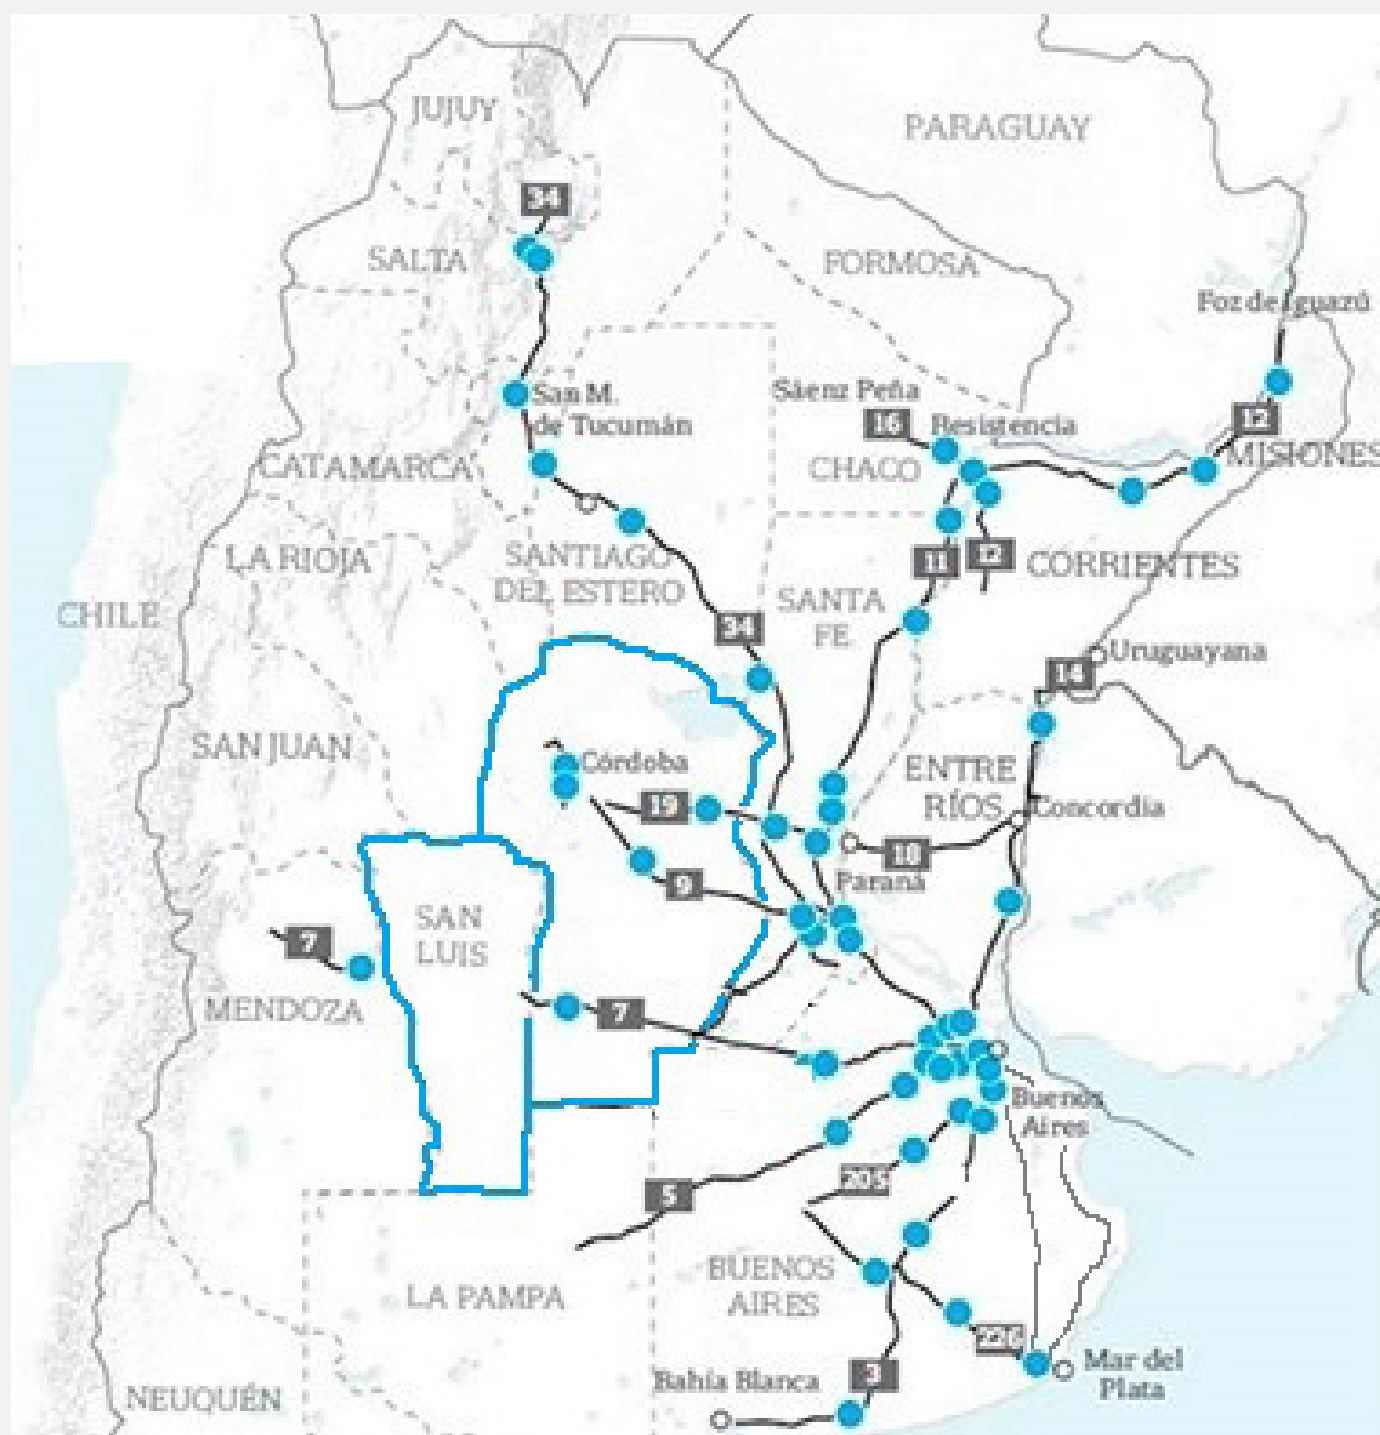 JUJUY
PARAGUAY
34
SALTA
FORMOSA
Foz de Iguazú
San M.
de Tucumán
Sáenz Peña
16
Resistencia
12
CATAMARCA
CHACO
MISIONES
LA RIOJA
SANTIAGO
DEL ESTERO
11
12
CORRIENTES
CHILE
SANTA
FE
34
Uruguayana
14
SAN JUAN
Córdoba
ENTRE
RÍOS
19
Concordia
18
9
Paraná
SAN
LUIS
7
MENDOZA
7
Buenos
Aires
205
5
BUENOS
AIRES
LA PAMPA
226
3
Mar del
Plata
Bahía Blanca
NEUQUÉN